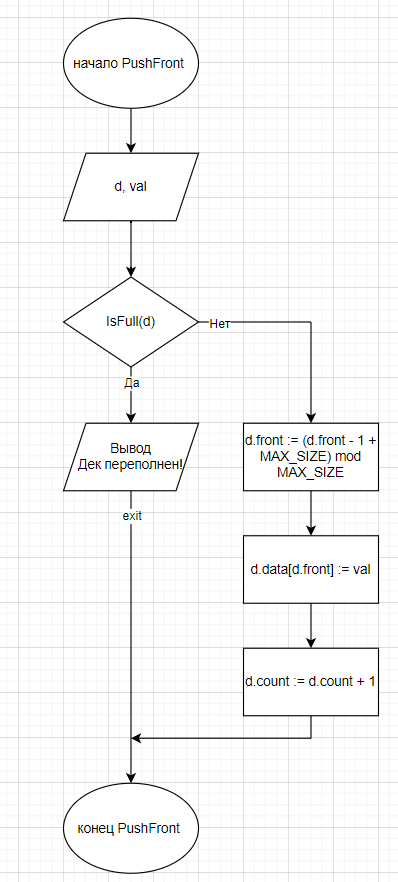 начало PushFront
d, val
IsFull(d)
Нет
Да
Вывод
Дек переполнен!
exit
d.front := (d.front - 1 +
MAX_SIZE) mod
MAX_SIZE
d.data[d.front] := val
d.count := d.count + 1
конец PushFront